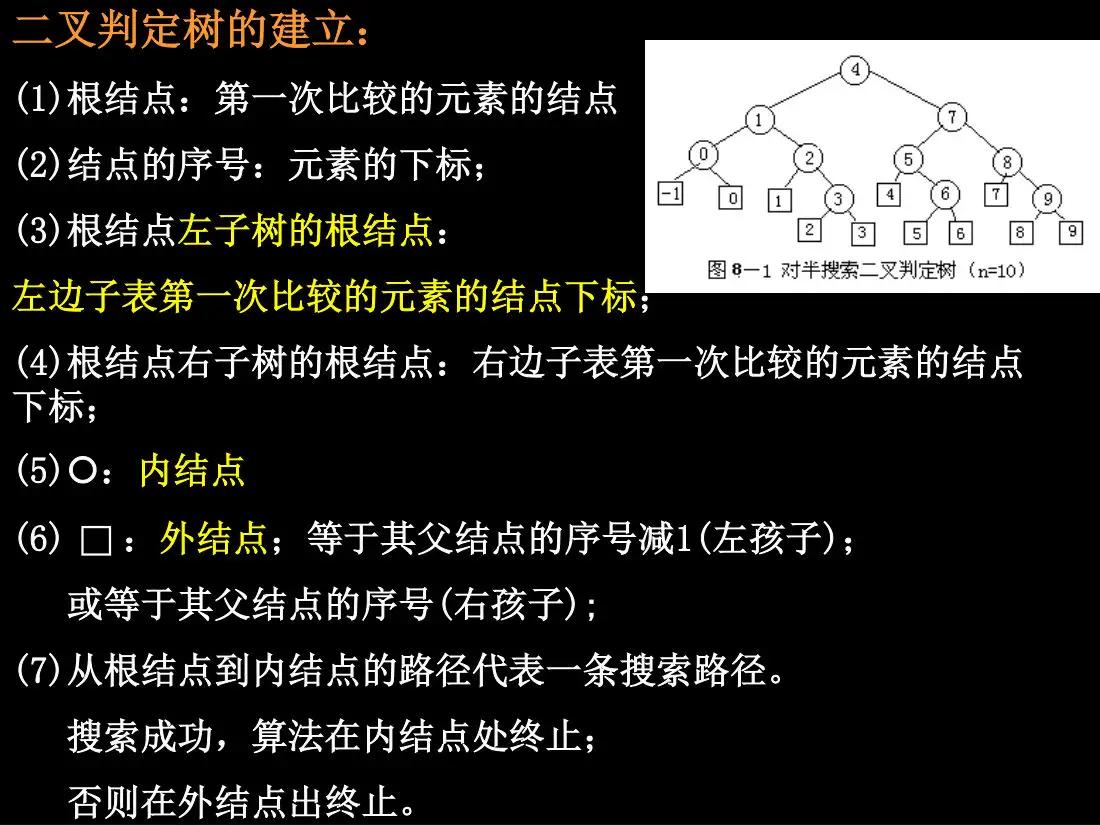 二叉判定树的建立：
(1)根结点：第一次比较的元素的结点
(2)结点的序号：元素的下标；
(3)根结点左子树的根结点：
左边子表第一次比较的元素的结点下标；
(4)根结点右子树的根结点：右边子表第一次比较的元素的结点
下标；
(5)○：内结点
(6) □：外结点；等于其父结点的序号减1(左孩子)；
或等于其父结点的序号(右孩子)；
(7)从根结点到内结点的路径代表一条搜索路径。
搜索成功，算法在内结点处终止；
否则在外结点出终止。
4
1 7
0 2 5 8
-1 0 1 3 4 6 7 9
2 3 5 6 8 9
图8—1 对半搜索二叉判定树（n=10）